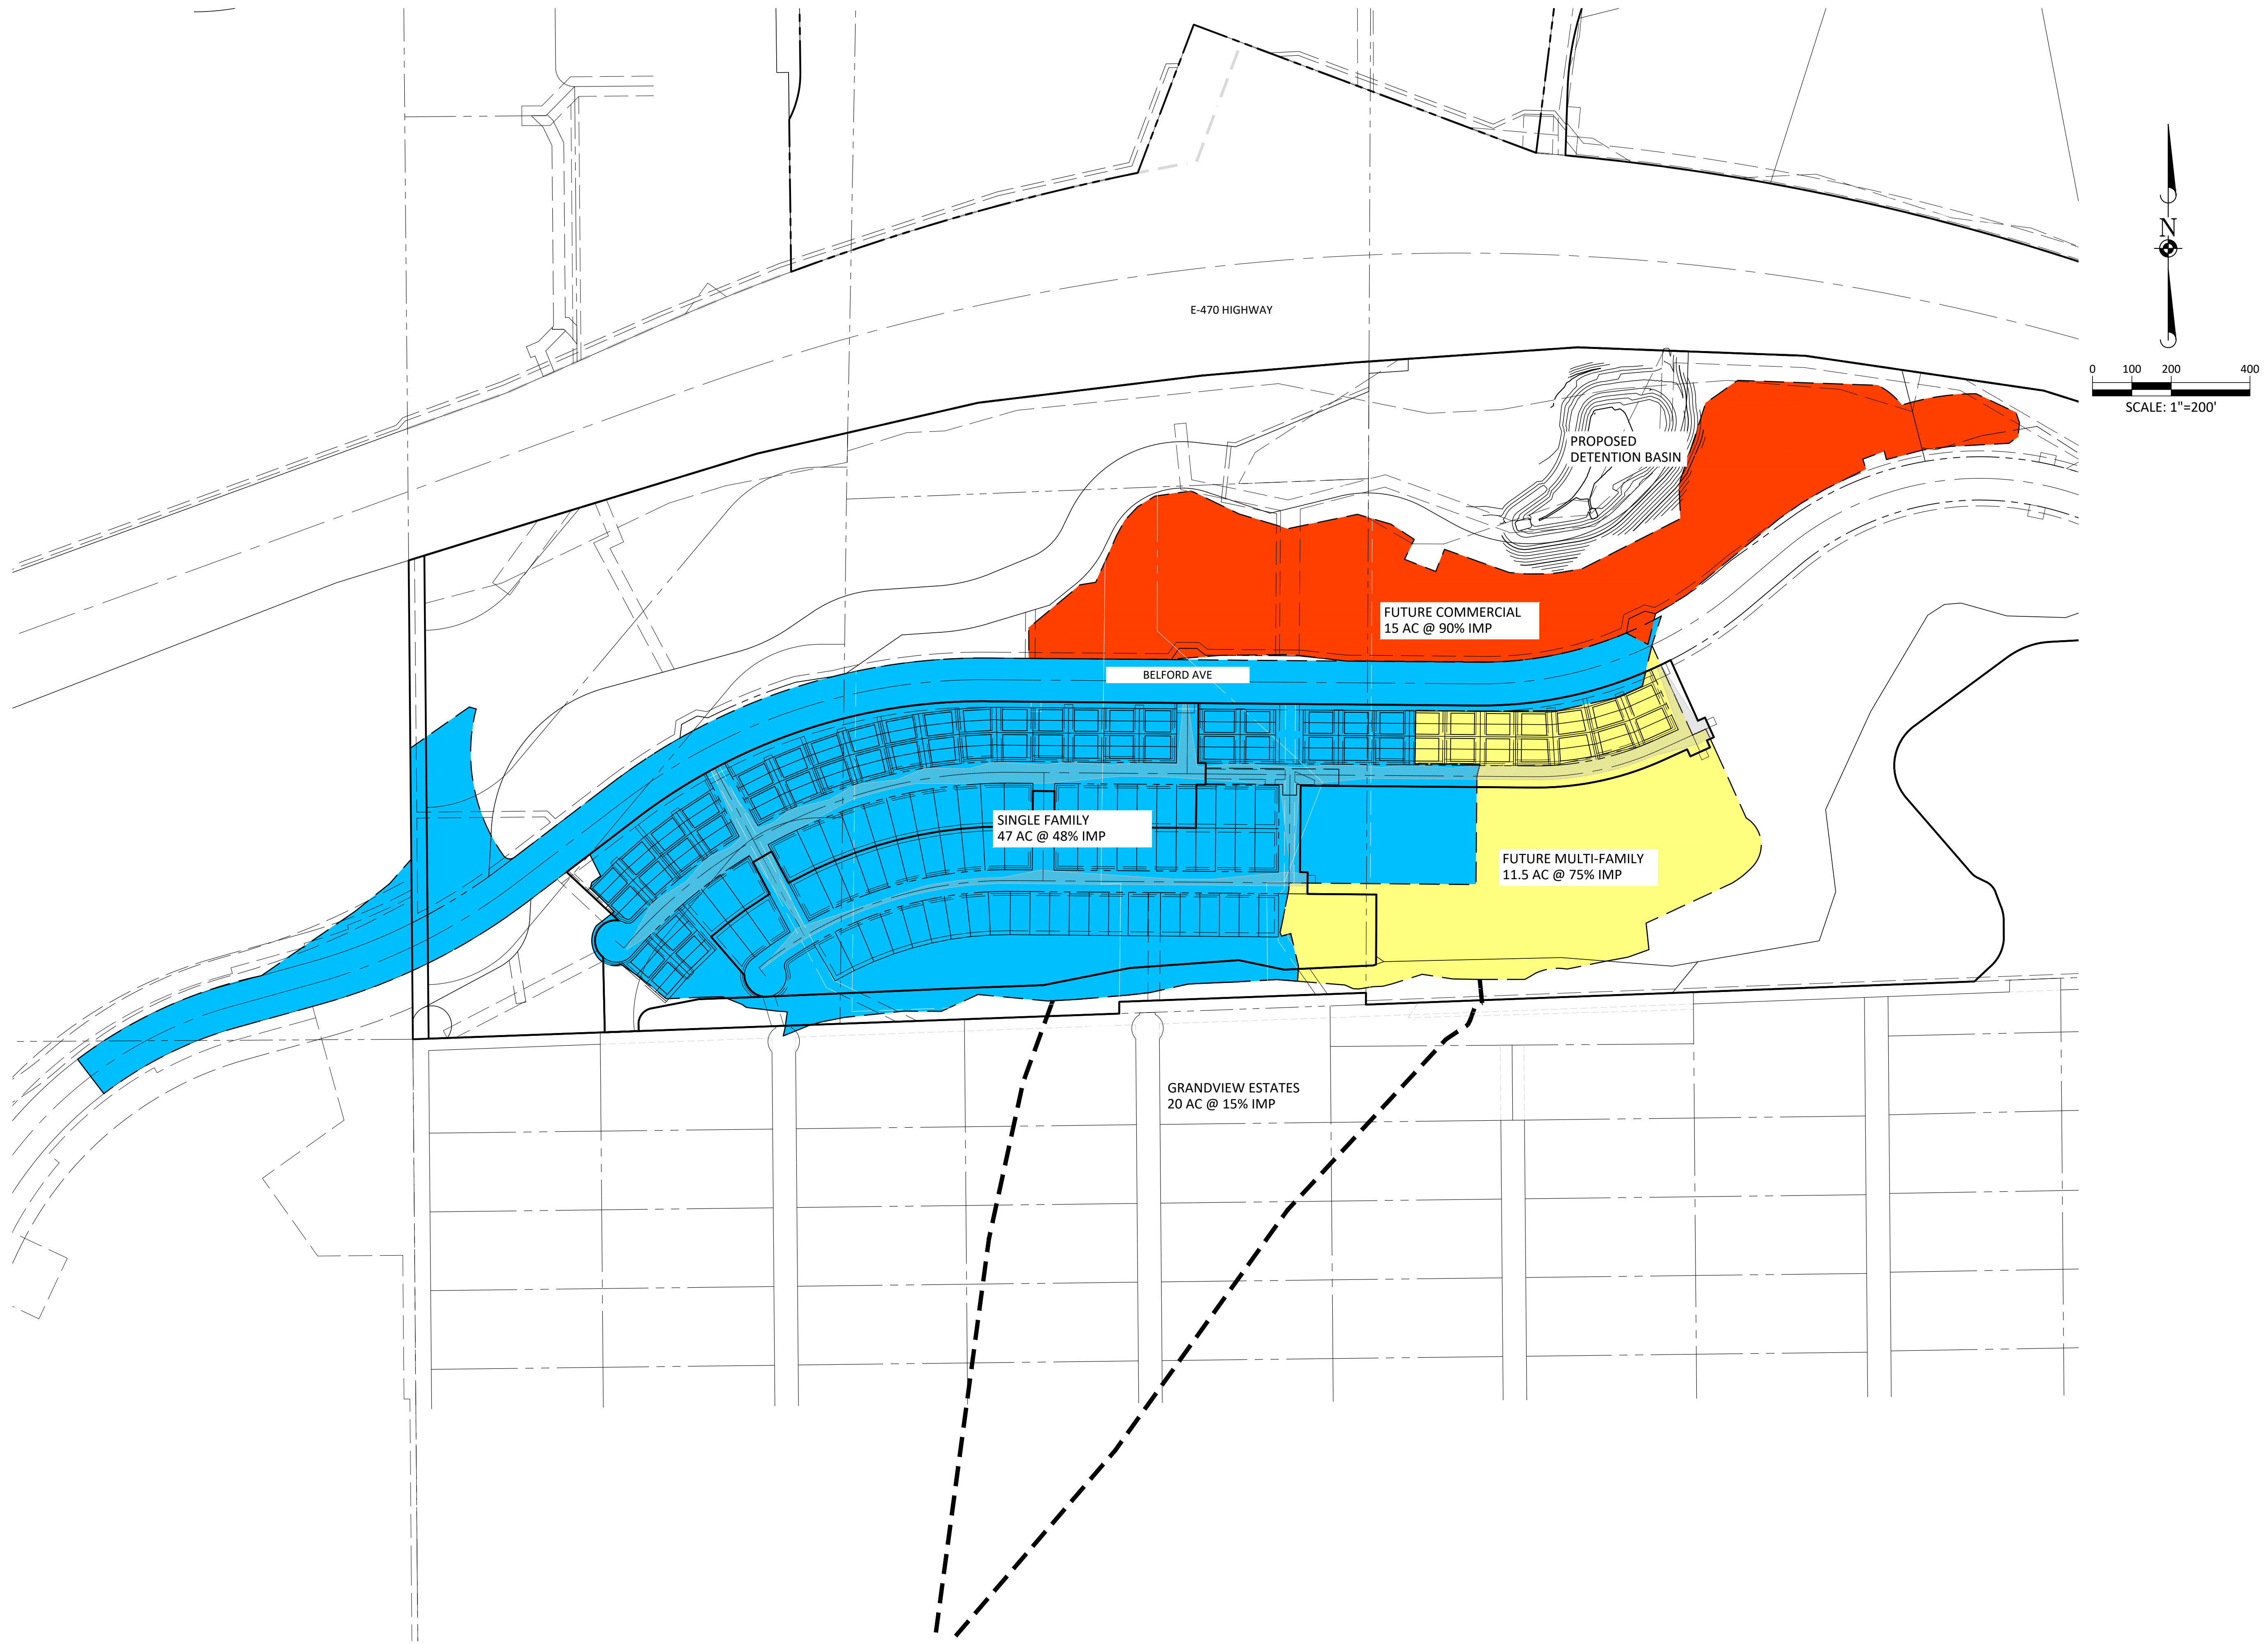 E-470 HIGHWAY
N
0 100 200 400
SCALE: 1"=200'
PROPOSED
DETENTION BASIN
FUTURE COMMERCIAL
15 AC @ 90% IMP
BELFORD AVE
SINGLE FAMILY
47 AC @ 48% IMP
FUTURE MULTI-FAMILY
11.5 AC @ 75% IMP
GRANDVIEW ESTATES
20 AC @ 15% IMP